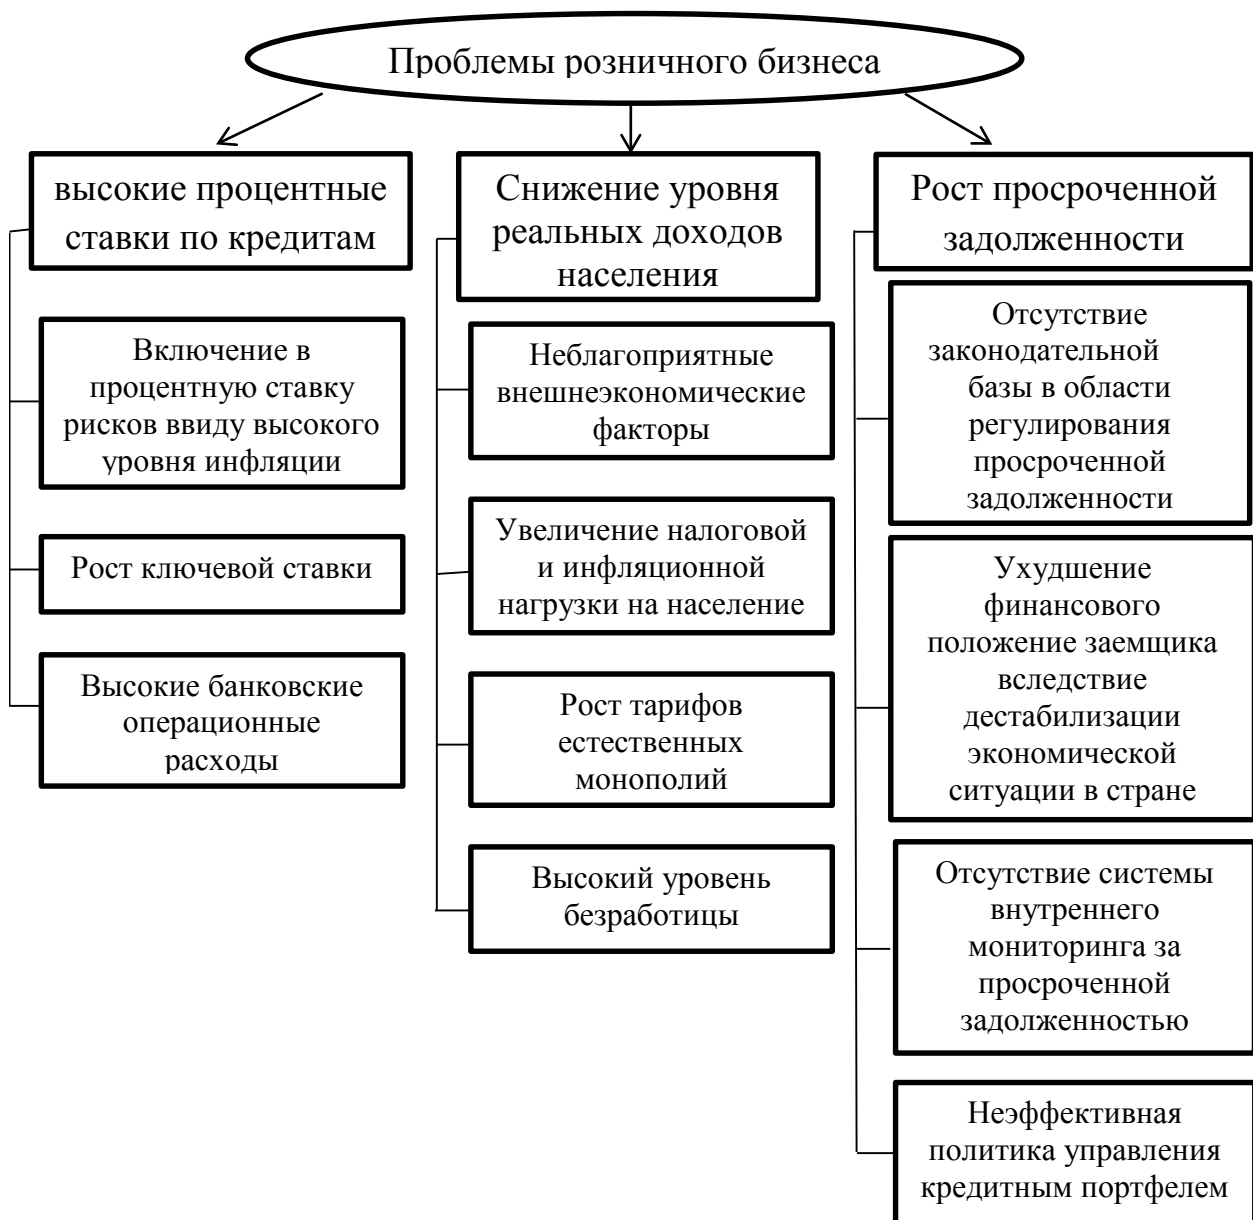 Проблемы розничного бизнеса
высокие процентные
ставки по кредитам
Включение в
процентную ставку
рисков ввиду высокого
уровня инфляции
Рост ключевой ставки
Высокие банковские
операционные
расходы
Снижение уровня
реальных доходов
населения
Неблагоприятные
внешнеэкономические
факторы
Увеличение налоговой
и инфляционной
нагрузки на население
Рост тарифов
естественных
монополий
Высокий уровень
безработицы
Рост просроченной
задолженности
Отсутствие
законодательной
базы в области
регулирования
просроченной
задолженности
Ухудшение
финансового
положение заемщика
вследствие
дестабилизации
экономической
ситуации в стране
Отсутствие системы
внутреннего
мониторинга за
просроченной
задолженностью
Неэффективная
политика управления
кредитным портфелем